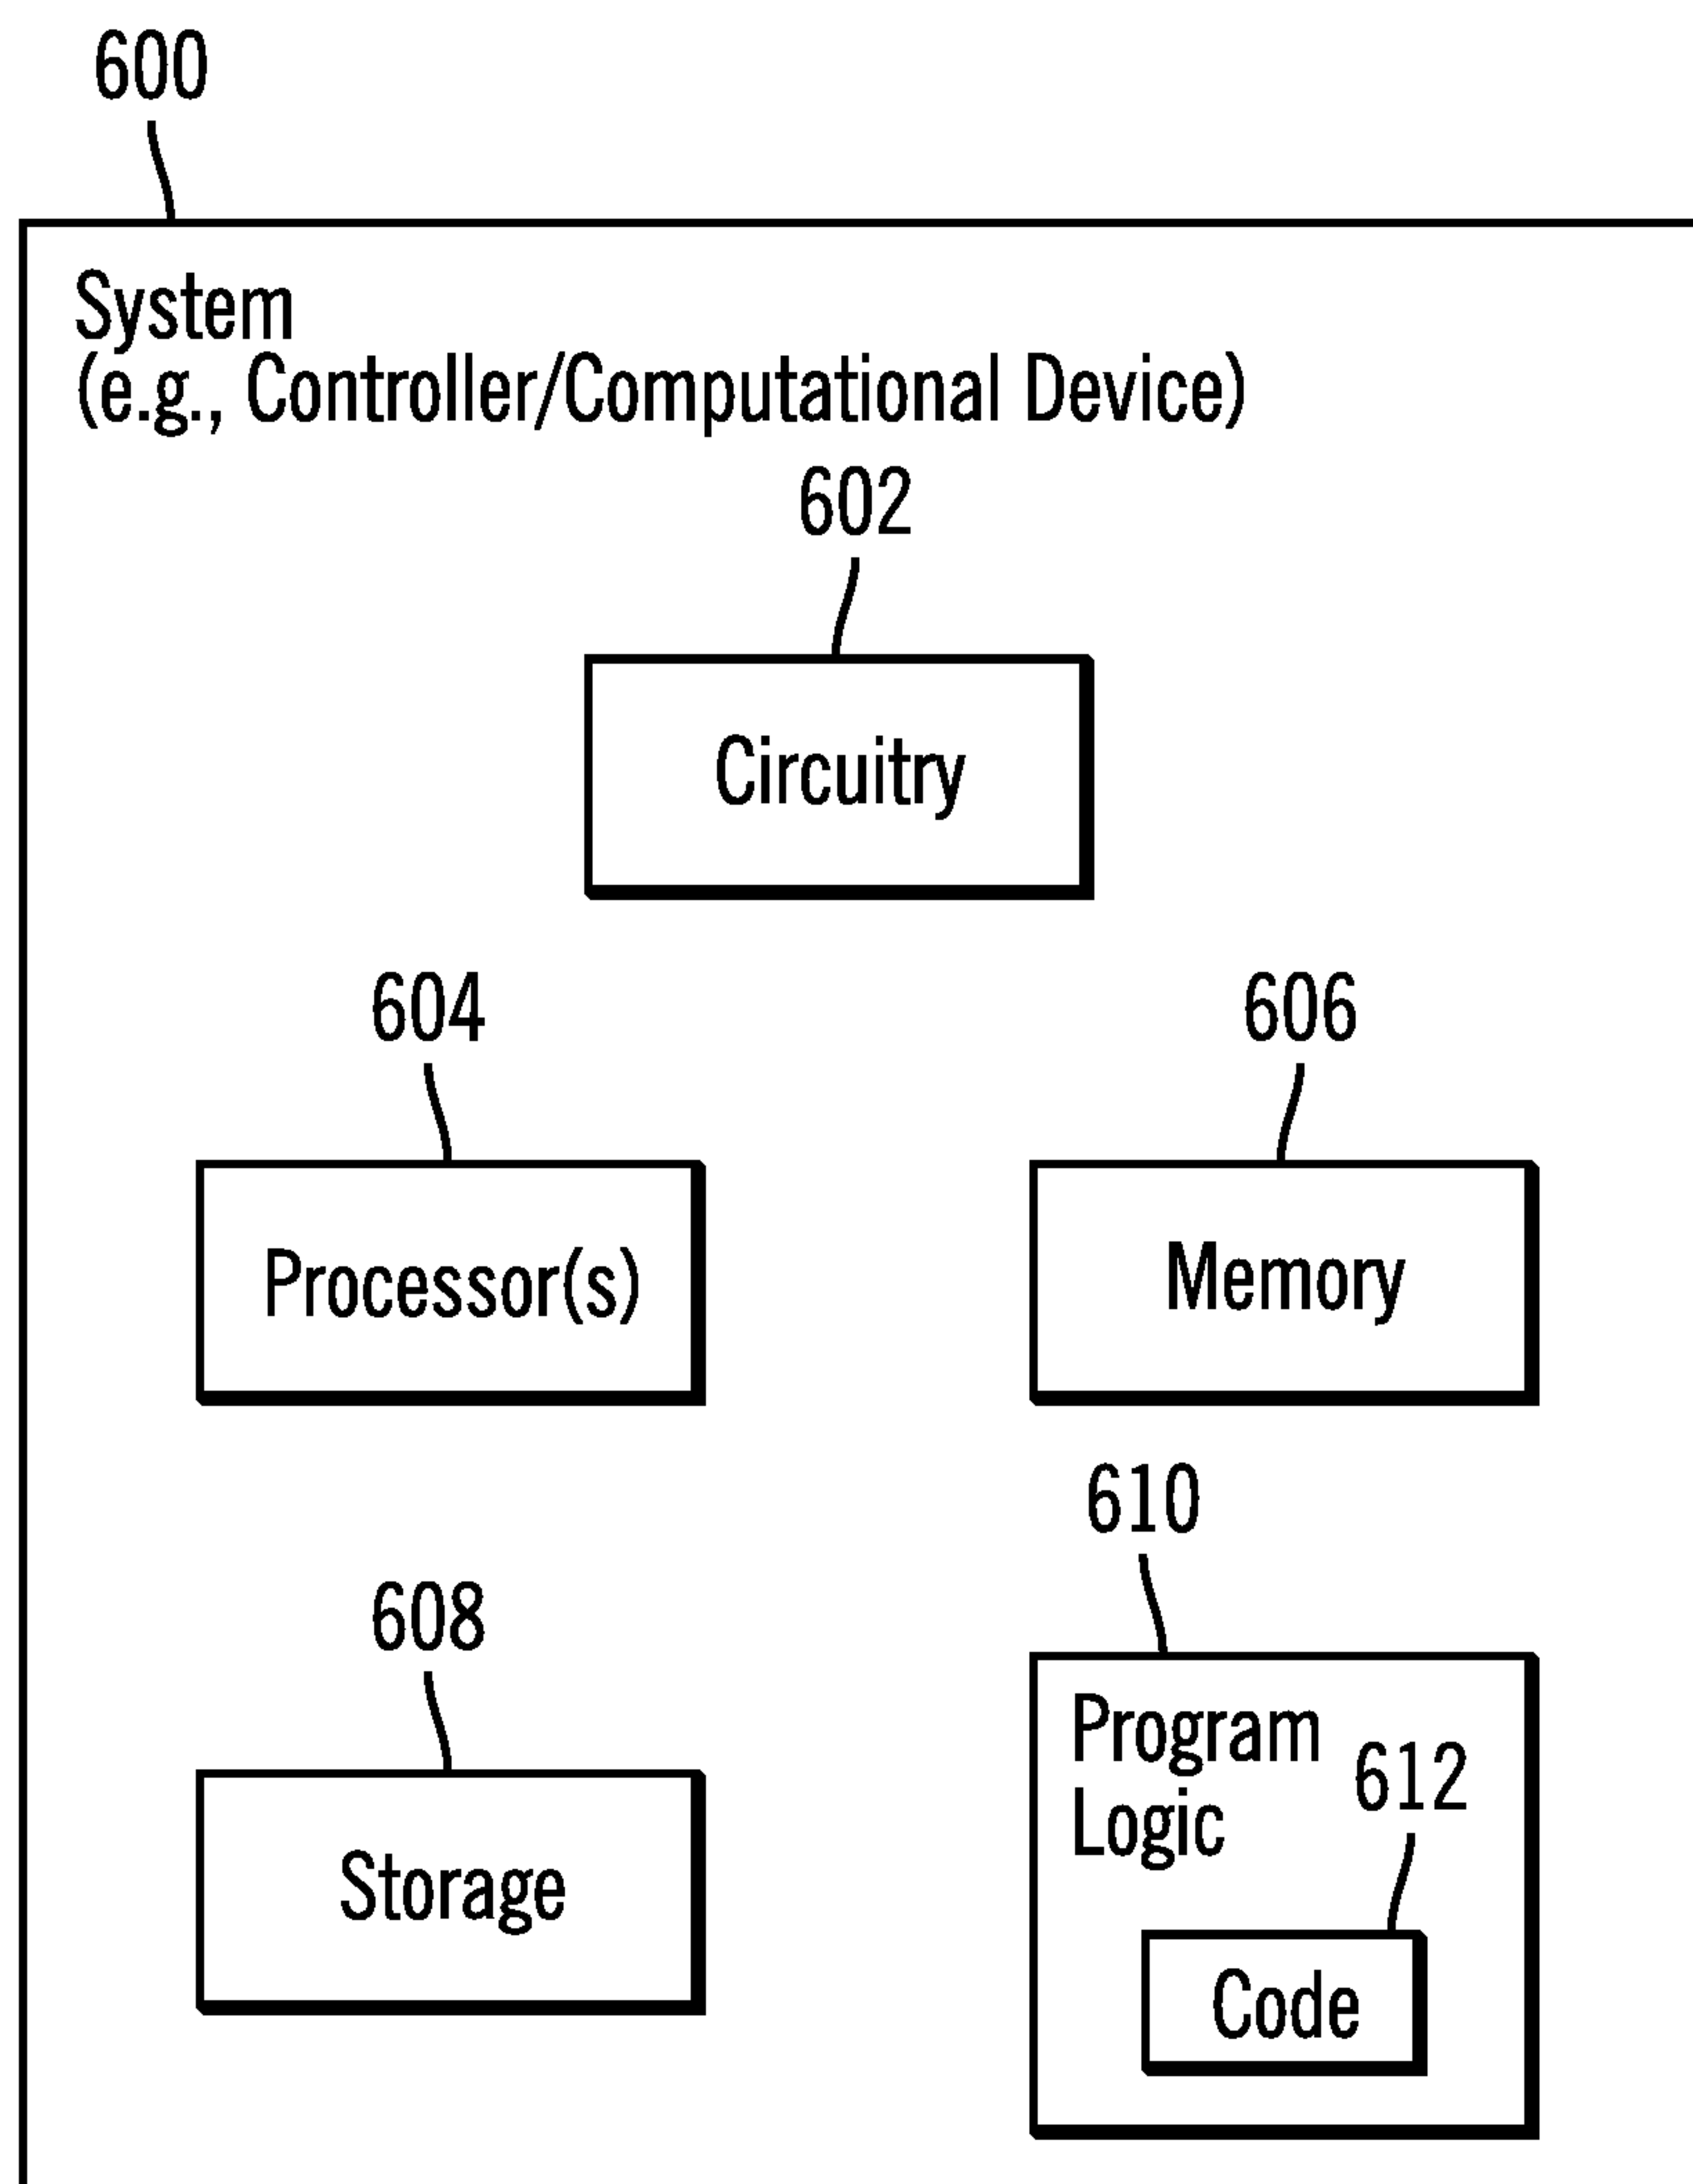 600
System
(e.g., Controller/Computational Device)
602
Circuitry
604
606
Processor(s)
Memory
610
608
Program
Logic
612
Storage
Code